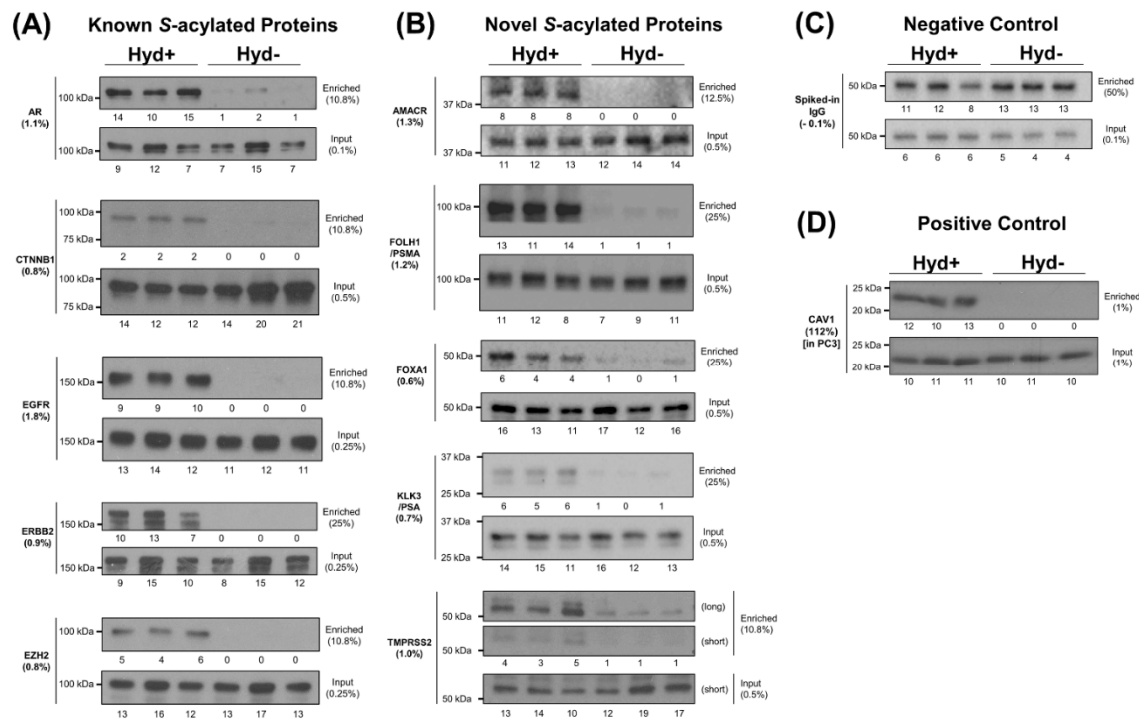 (A) Known S-acylated Proteins
Hyd+ Hyd-
AR
(1.1%)
100 kDa
Enriched
(10.8%)
14 10 15 1 2 1
100 kDa
Input
(0.1%)
9 12 7 7 15 7
CTNNB1
(0.8%)
100 kDa
75 kDa
Enriched
(10.8%)
2 2 2 0 0 0
100 kDa
75 kDa
Input
(0.5%)
14 12 12 14 20 21
EGFR
(1.8%)
150 kDa
Enriched
(10.8%)
9 9 10 0 0 0
150 kDa
Input
(0.25%)
13 14 12 11 12 11
ERBB2
(0.9%)
150 kDa
Enriched
(25%)
10 13 7 0 0 0
150 kDa
Input
(0.25%)
9 15 10 8 15 12
EZH2
(0.8%)
100 kDa
Enriched
(10.8%)
5 4 6 0 0 0
100 kDa
Input
(0.25%)
13 16 12 13 17 13
(B) Novel S-acylated Proteins
Hyd+ Hyd-
AMACR
(1.3%)
37 kDa
Enriched
(12.5%)
8 8 8 0 0 0
37 kDa
Input
(0.5%)
11 12 13 12 14 14
FOLH1
/PSMA
(1.2%)
100 kDa
Enriched
(25%)
13 11 14 1 1 1
100 kDa
Input
(0.5%)
11 12 8 7 9 11
FOXA1
(0.6%)
50 kDa
Enriched
(25%)
6 4 4 1 0 1
50 kDa
Input
(0.5%)
16 13 11 17 12 16
KLK3
/PSA
(0.7%)
37 kDa
25 kDa
Enriched
(25%)
6 5 6 1 0 1
37 kDa
25 kDa
Input
(0.5%)
14 15 11 16 12 13
TMPRSS2
(1.0%)
50 kDa
(long)
50 kDa
(short)
Enriched
(10.8%)
4 3 5 1 1 1
50 kDa
(short)
Input
(0.5%)
13 14 10 12 19 17
(C) Negative Control
Hyd+ Hyd-
Spiked-in
IgG
(- 0.1%)
50 kDa
Enriched
(50%)
11 12 8 13 13 13
50 kDa
Input
(0.1%)
6 6 6 5 4 4
(D) Positive Control
Hyd+ Hyd-
CAV1
(112%)
[in PC3]
25 kDa
20 kDa
Enriched
(1%)
12 10 13 0 0 0
25 kDa
20 kDa
Input
(1%)
10 11 11 10 11 10